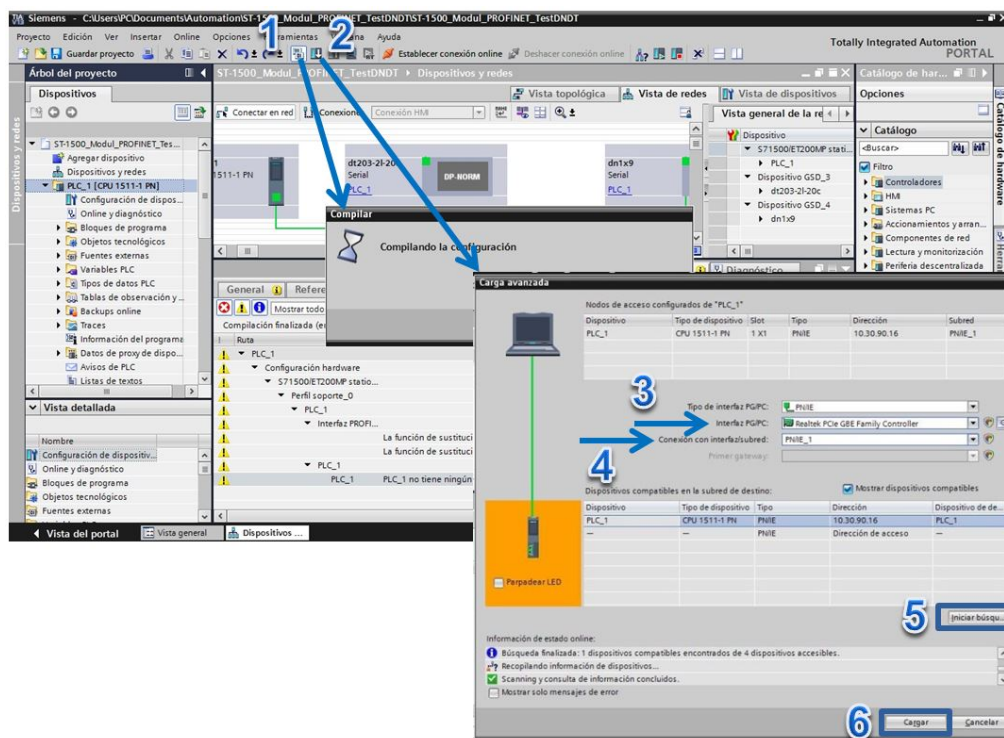 Siemens - C:\Users\PC\Documents\Automation\ST-1500_Modul_PROFINET_TestDNDT\ST-1500_Modul_PROFINET_TestDNDT
Proyecto Edición Ver Insertar Online Opciones Ayuda
Totally Integrated Automation
PORTAL
Guardar proyecto
Establecer conexión online
Deshacer conexión online
1
2
Árbol del proyecto
ST-1500_Modul_PROFINET_TestDNDT
Dispositivos y redes
Catálogo de har...
Dispositivos
Vista topológica
Vista de redes
Vista de dispositivos
Opciones
Conectar en red
Conexiones
Conexión HMI
Vista general de la re
Dispositivos y redes
ST-1500_Modul_PROFINET_Tes...
Agregar dispositivo
Dispositivos y redes
PLC_1 [CPU 1511-1 PN]
Configuración de dispos...
Online y diagnóstico
Bloques de programa
Objetos tecnológicos
Fuentes externas
Variables PLC
Tipos de datos PLC
Tablas de observación y...
Backups online
Traces
Información del programa
Datos de proxy de dispo...
Avisos de PLC
Listas de textos
Vista detallada
Nombre
Configuración de dispositiv...
Online y diagnóstico
Bloques de programa
Objetos tecnológicos
Fuentes externas
1511-1 PN
dt203-2l-20c
Serial
PLC_1
DP-NORM
dn1x9
Serial
PLC_1
Dispositivo
S71500/ET200MP stati...
PLC_1
Dispositivo GSD_3
dt203-2l-20c
Dispositivo GSD_4
dn1x9
Catálogo
<Buscar>
Filtro
Controladores
HMI
Sistemas PC
Accionamientos y arran...
Componentes de red
Lectura y monitorización
Periferia descentralizada
Catálogo de hardware
Compilar
Compilando la configuración
Diagnóstico
General
Mostrar todo
Ruta
PLC_1
Configuración hardware
S71500/ET200MP statio...
Perfil soporte_0
PLC_1
Interfaz PROFI...
La función de sustituci
La función de sustituci
PLC_1
PLC_1 PLC_1 no tiene ningún
Vista del portal
Vista general
Dispositivos ...
Carga avanzada
Nodos de acceso configurados de "PLC_1"
Dispositivo Tipo de dispositivo Slot Tipo Dirección Subred
PLC_1 CPU 1511-1 PN 1 X1 PN/IE 10.30.90.16 PN/IE_1
3
Tipo de interfaz PG/PC: PN/IE
Interfaz PG/PC: Realtek PCIe GBE Family Controller
Conexión con interfaz/subred: PN/IE_1
Primer gateway:
4
Dispositivos compatibles en la subred de destino:
Mostrar dispositivos compatibles
Dispositivo Tipo de dispositivo Tipo Dirección Dispositivo de de...
PLC_1 CPU 1511-1 PN PN/IE 10.30.90.16 PLC_1
— — PN/IE Dirección de acceso —
Parpadear LED
5
Iniciar búsqu...
Información de estado online:
Búsqueda finalizada: 1 dispositivos compatibles encontrados de 4 dispositivos accesibles.
Recopilando información de dispositivos...
Scanning y consulta de información concluidos.
Mostrar solo mensajes de error
6
Cargar
Cancelar